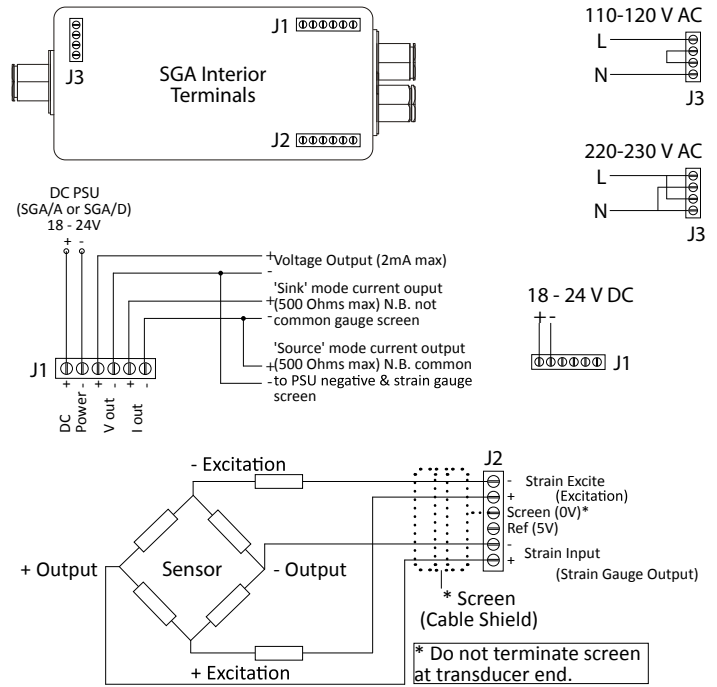 J1
J3
SGA Interior
Terminals
J2
110-120 V AC
L
N
J3
220-230 V AC
L
N
J3
DC PSU
(SGA/A or SGA/D)
18 - 24V
+ -
+ Voltage Output (2mA max)
-
'Sink' mode current ouput
+ (500 Ohms max) N.B. not
- common gauge screen
'Source' mode current output
+ (500 Ohms max) N.B. common
- to PSU negative & strain gauge
screen
J1
+ - + - + -
DC
Power
V out
I out
18 - 24 V DC
+ -
J1
J2
- Excitation
- Strain Excite
+ (Excitation)
Screen (0V)*
Ref (5V)
- Strain Input
+ (Strain Gauge Output)
+ Output
Sensor
- Output
* Screen
(Cable Shield)
+ Excitation
* Do not terminate screen
at transducer end.